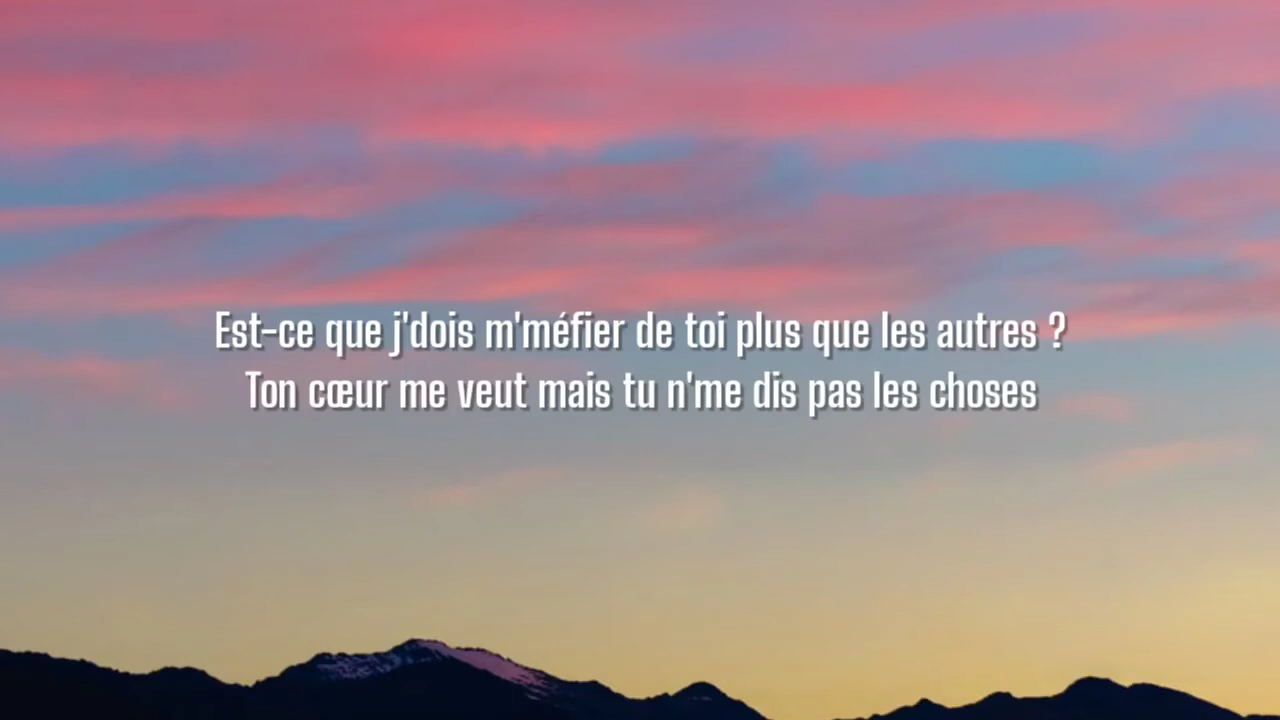 Est-ce que j'dois m'méfier de toi plus que les autres ?
Ton cœur me veut mais tu n'me dis pas les choses